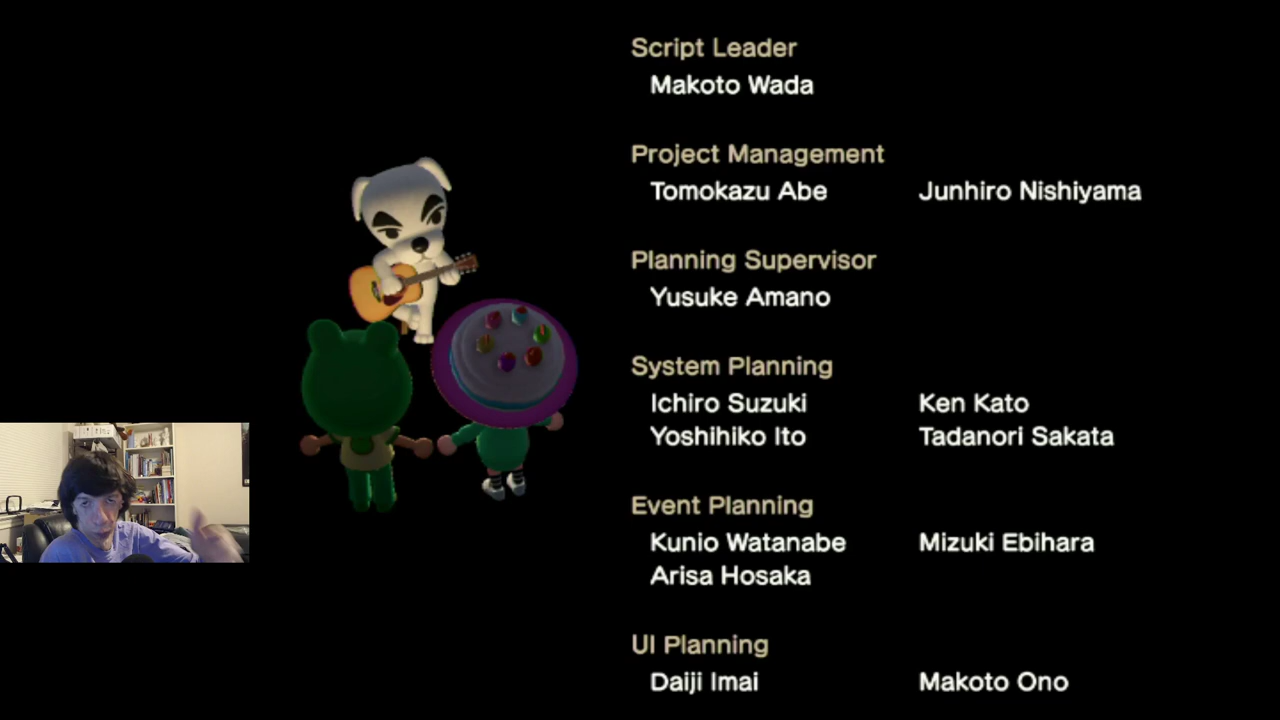 Script Leader
Makoto Wada
Project Management
Tomokazu Abe Junhiro Nishiyama
Planning Supervisor
Yusuke Amano
System Planning
Ichiro Suzuki Ken Kato
Yoshihiko Ito Tadanori Sakata
Event Planning
Kunio Watanabe Mizuki Ebihara
Arisa Hosaka
UI Planning
Daiji Imai Makoto Ono